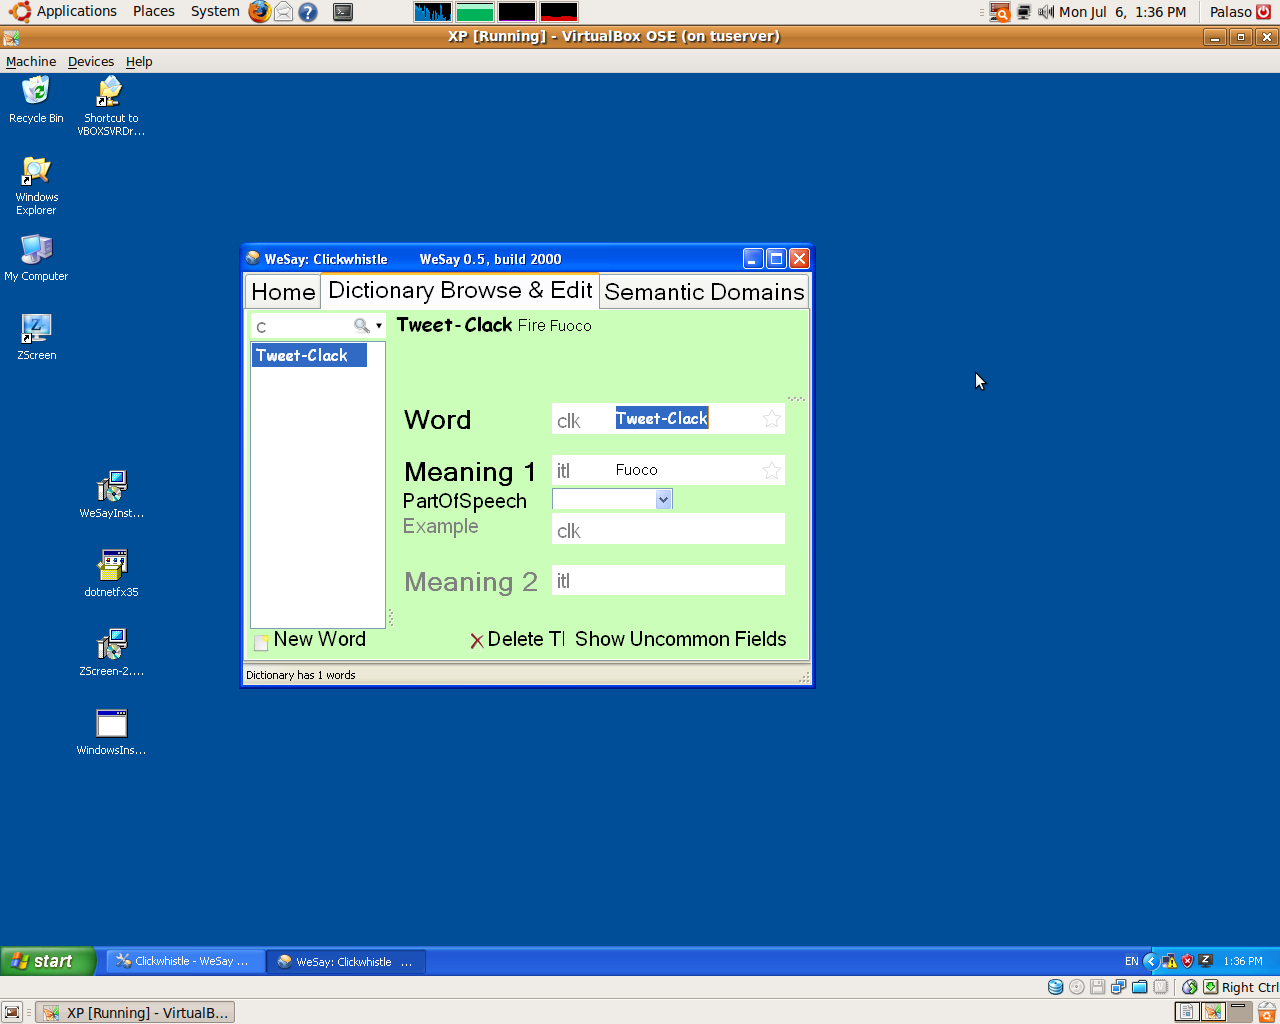 Applications Places System Mon Jul 6, 1:36 PM Palaso
XP [Running] - VirtualBox OSE (on tuserver)
Machine Devices Help
Recycle Bin
Shortcut to
VBOXSVRDr...
Windows
Explorer
My Computer
ZScreen
WeSayInst...
dotnetfx35
ZScreen-2....
WindowsIns...
WeSay: Clickwhistle WeSay 0.5, build 2000
Home Dictionary Browse & Edit Semantic Domains
C
Tweet-Clack Fire Fuoco
Tweet-Clack
Word clk Tweet-Clack
Meaning 1 itl Fuoco
PartOfSpeech
Example clk
Meaning 2 itl
New Word Delete Tl Show Uncommon Fields
Dictionary has 1 words
start Clickwhistle - WeSay ... WeSay: Clickwhistle ... EN Z 1:36 PM
Right Ctrl
XP [Running] - VirtualB...